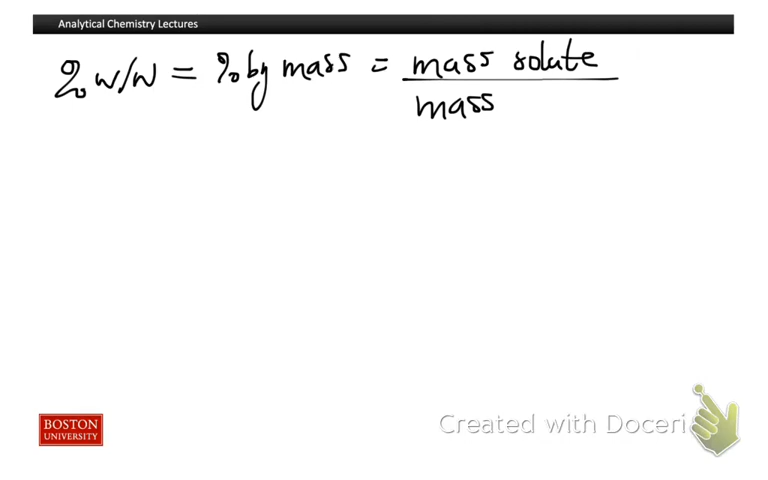 Analytical Chemistry Lectures
% w/w = % by mass = mass solute
mass
BOSTON
UNIVERSITY
Created with Doceri